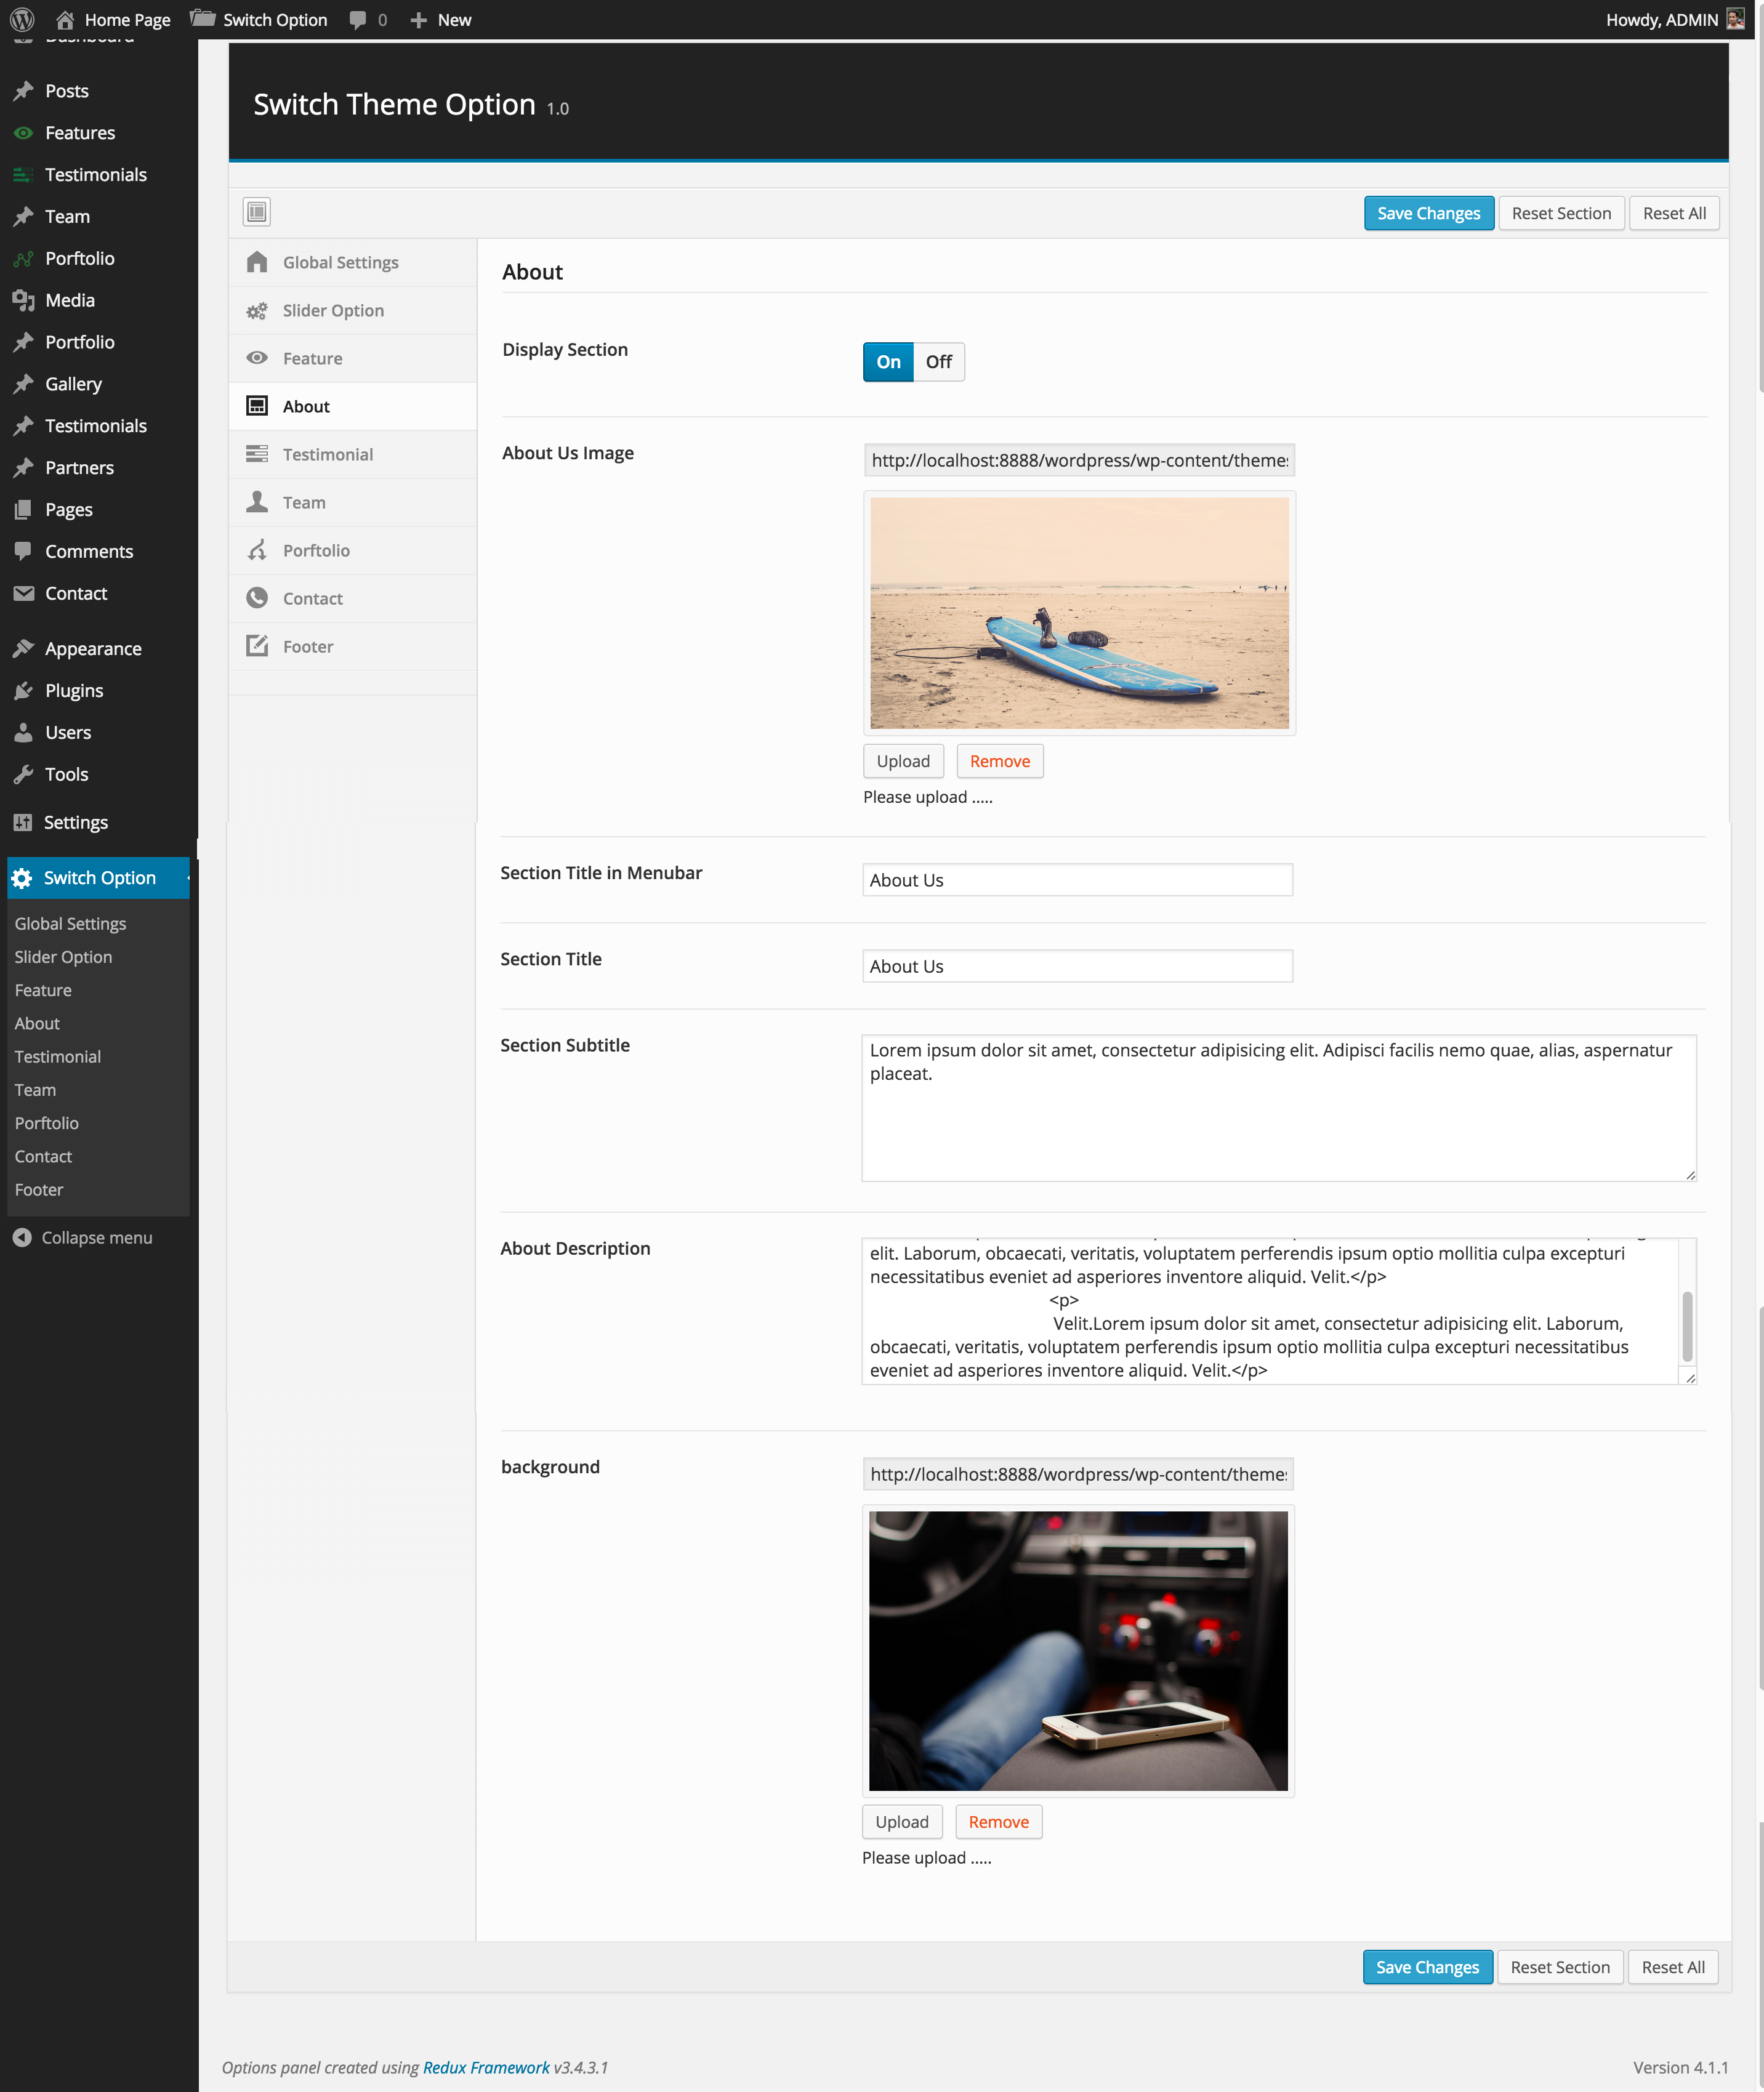 Home Page
Switch Option
0
New
Howdy, ADMIN
Dashboard
Posts
Features
Testimonials
Team
Porftolio
Media
Portfolio
Gallery
Testimonials
Partners
Pages
Comments
Contact
Appearance
Plugins
Users
Tools
Settings
Switch Option
Global Settings
Slider Option
Feature
About
Testimonial
Team
Porftolio
Contact
Footer
Collapse menu
Switch Theme Option 1.0
Save Changes
Reset Section
Reset All
Global Settings
Slider Option
Feature
About
Testimonial
Team
Porftolio
Contact
Footer
About
Display Section
On
Off
About Us Image
http://localhost:8888/wordpress/wp-content/themes
Upload
Remove
Please upload .....
Section Title in Menubar
About Us
Section Title
About Us
Section Subtitle
Lorem ipsum dolor sit amet, consectetur adipisicing elit. Adipisci facilis nemo quae, alias, aspernatur
placeat.
About Description
elit. Laborum, obcaecati, veritatis, voluptatem perferendis ipsum optio mollitia culpa excepturi
necessitatibus eveniet ad asperiores inventore aliquid. Velit.</p>
<p>
Velit.Lorem ipsum dolor sit amet, consectetur adipisicing elit. Laborum,
obcaecati, veritatis, voluptatem perferendis ipsum optio mollitia culpa excepturi necessitatibus
eveniet ad asperiores inventore aliquid. Velit.</p>
background
http://localhost:8888/wordpress/wp-content/themes
Upload
Remove
Please upload .....
Save Changes
Reset Section
Reset All
Options panel created using Redux Framework v3.4.3.1
Version 4.1.1